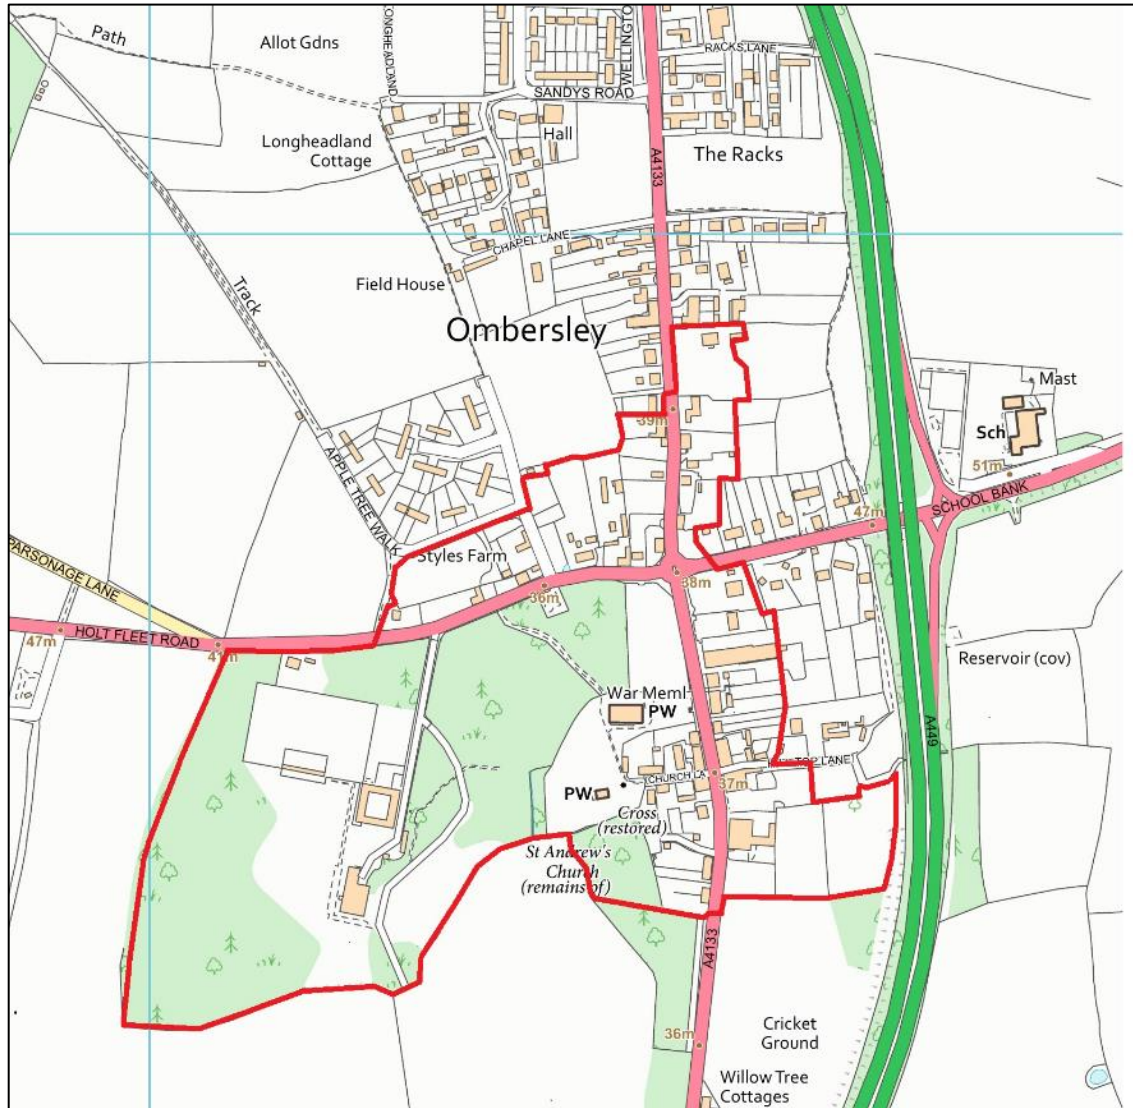 Path
Allot Gdns
LONGHEADLAND
WELLINGTO
RACKS LANE
SANDYS ROAD
Hall
Longheadland
Cottage
A4133
The Racks
CHAPEL LANE
Field House
Track
Ombersley
Mast
39m
Sch
51m
APPLE TREE WALK
SCHOOL BANK
47m
PARSONAGE LANE
Styles Farm
38m
36m
HOLT FLEET ROAD
47m
41m
Reservoir (cov)
War Meml
PW
A449
CHURCH LA
37m
PW
Cross
(restored)
St Andrew's
Church
(remains of)
A4133
Cricket
Ground
36m
Willow Tree
Cottages